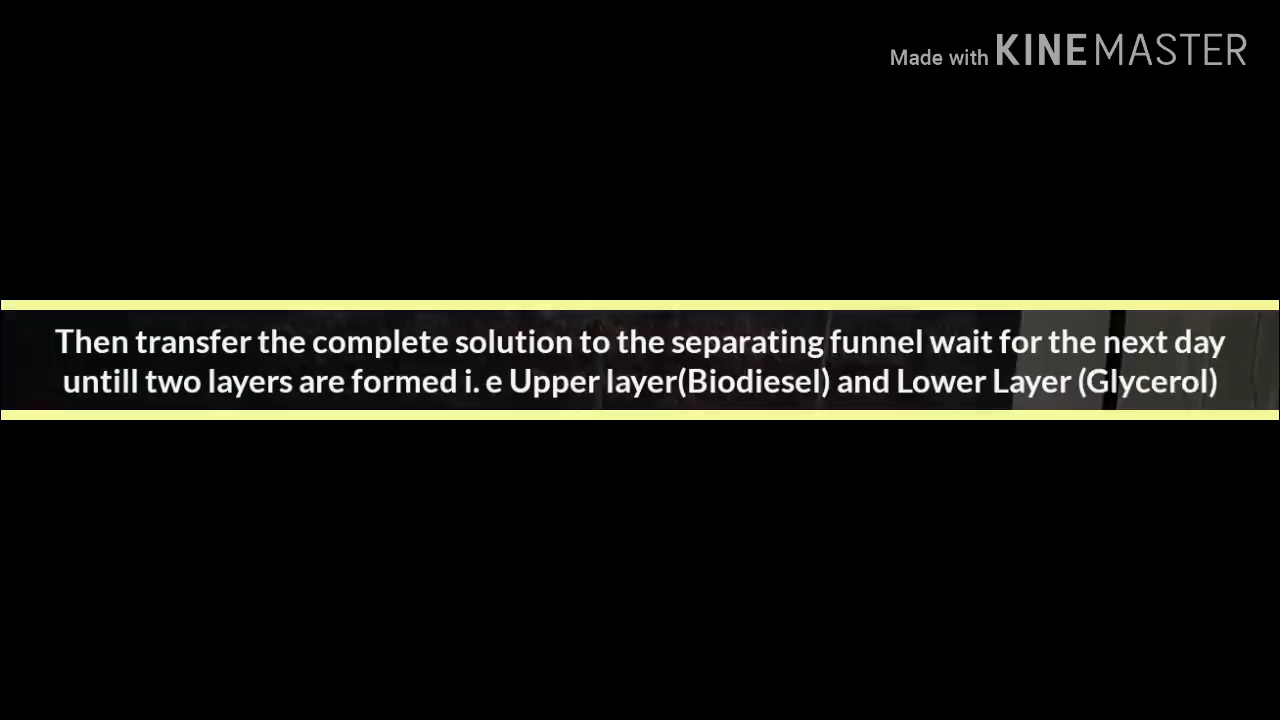 Made with KINEMASTER
Then transfer the complete solution to the separating funnel wait for the next day
untill two layers are formed i. e Upper layer(Biodiesel) and Lower Layer (Glycerol)